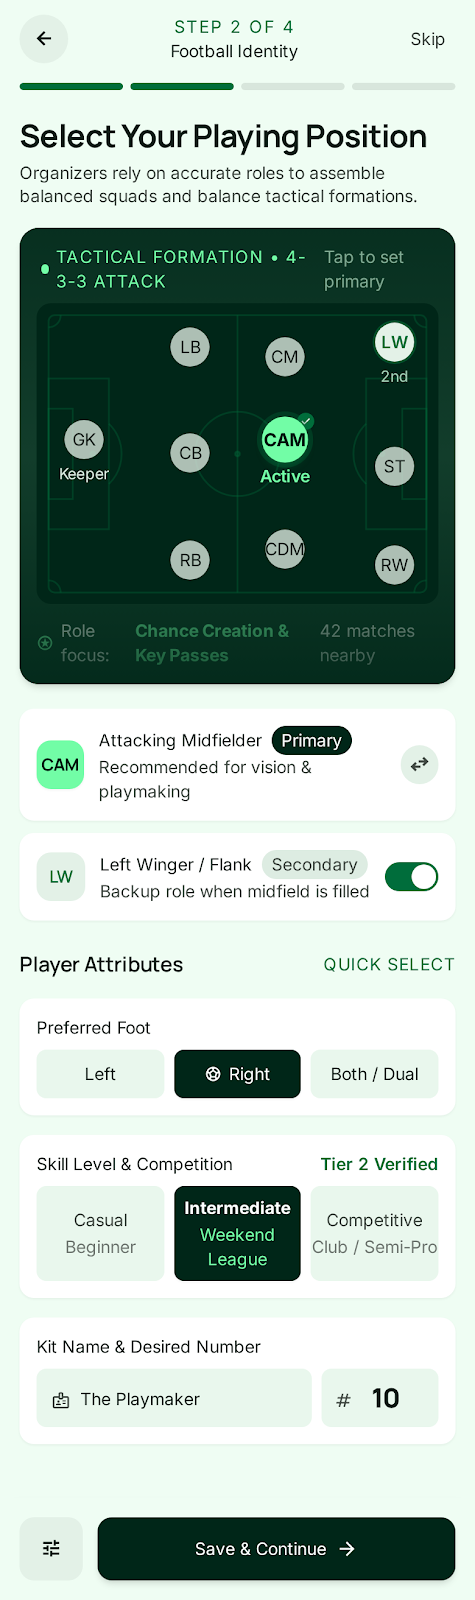 STEP 2 OF 4
Football Identity
Skip
Select Your Playing Position
Organizers rely on accurate roles to assemble
balanced squads and balance tactical formations.
TACTICAL FORMATION • 4-
3-3 ATTACK
Tap to set
primary
LB
CM
LW
2nd
GK
Keeper
CB
CAM
Active
ST
RB
CDM
RW
Role
focus:
Chance Creation &
Key Passes
42 matches
nearby
CAM
Attacking Midfielder
Primary
Recommended for vision &
playmaking
LW
Left Winger / Flank
Secondary
Backup role when midfield is filled
Player Attributes
QUICK SELECT
Preferred Foot
Left
Right
Both / Dual
Skill Level & Competition
Tier 2 Verified
Casual
Beginner
Intermediate
Weekend
League
Competitive
Club / Semi-Pro
Kit Name & Desired Number
The Playmaker
# 10
Save & Continue